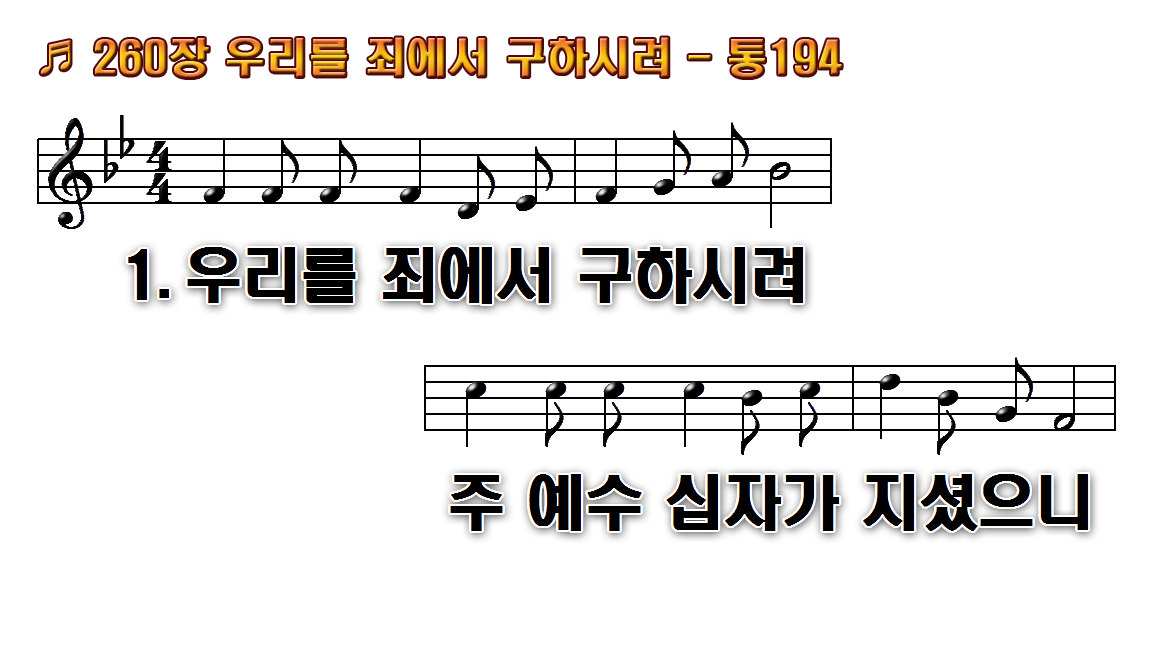 ♬ 260장 우리를 죄에서 구하시려 - 통194
4
4
1. 우리를 죄에서 구하시려
주 예수 십자가 지셨으니